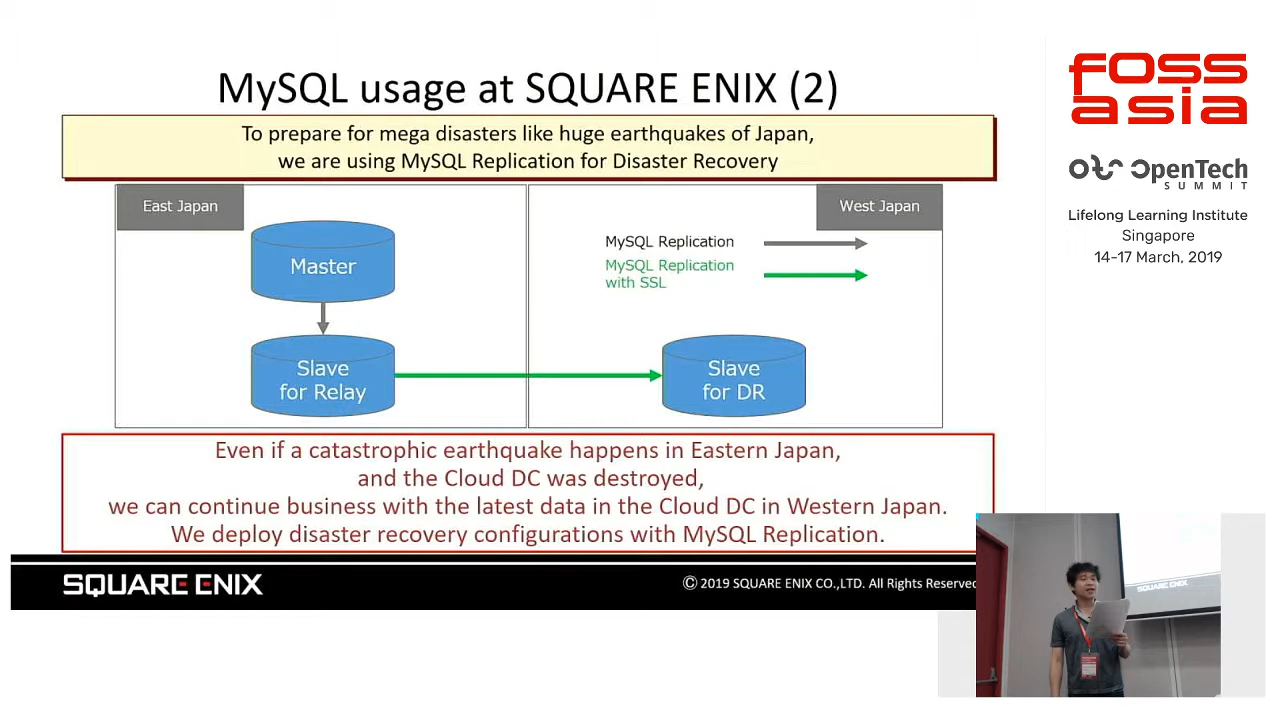 MySQL usage at SQUARE ENIX (2)
To prepare for mega disasters like huge earthquakes of Japan,
we are using MySQL Replication for Disaster Recovery
East Japan
West Japan
Master
MySQL Replication
MySQL Replication
with SSL
Slave
for Relay
Slave
for DR
Even if a catastrophic earthquake happens in Eastern Japan,
and the Cloud DC was destroyed,
we can continue business with the latest data in the Cloud DC in Western Japan.
We deploy disaster recovery configurations with MySQL Replication.
SQUARE ENIX
© 2019 SQUARE ENIX CO.,LTD. All Rights Reserve
FOSS
asia
OTS OpenTech
SUMMIT
Lifelong Learning Institute
Singapore
14-17 March, 2019
SQUARE ENIX